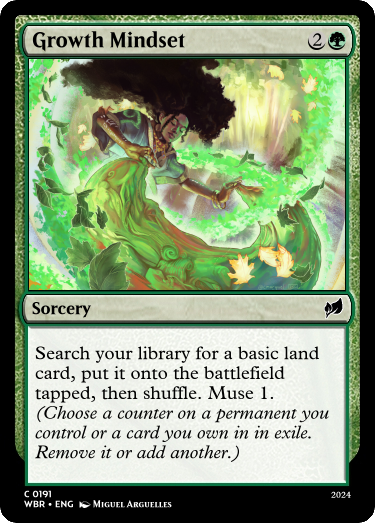 Growth Mindset 2
Sorcery
Search your library for a basic land
card, put it onto the battlefield
tapped, then shuffle. Muse 1.
(Choose a counter on a permanent you
control or a card you own in in exile.
Remove it or add another.)
C 0191 2024
WBR • ENG Miguel Arguelles